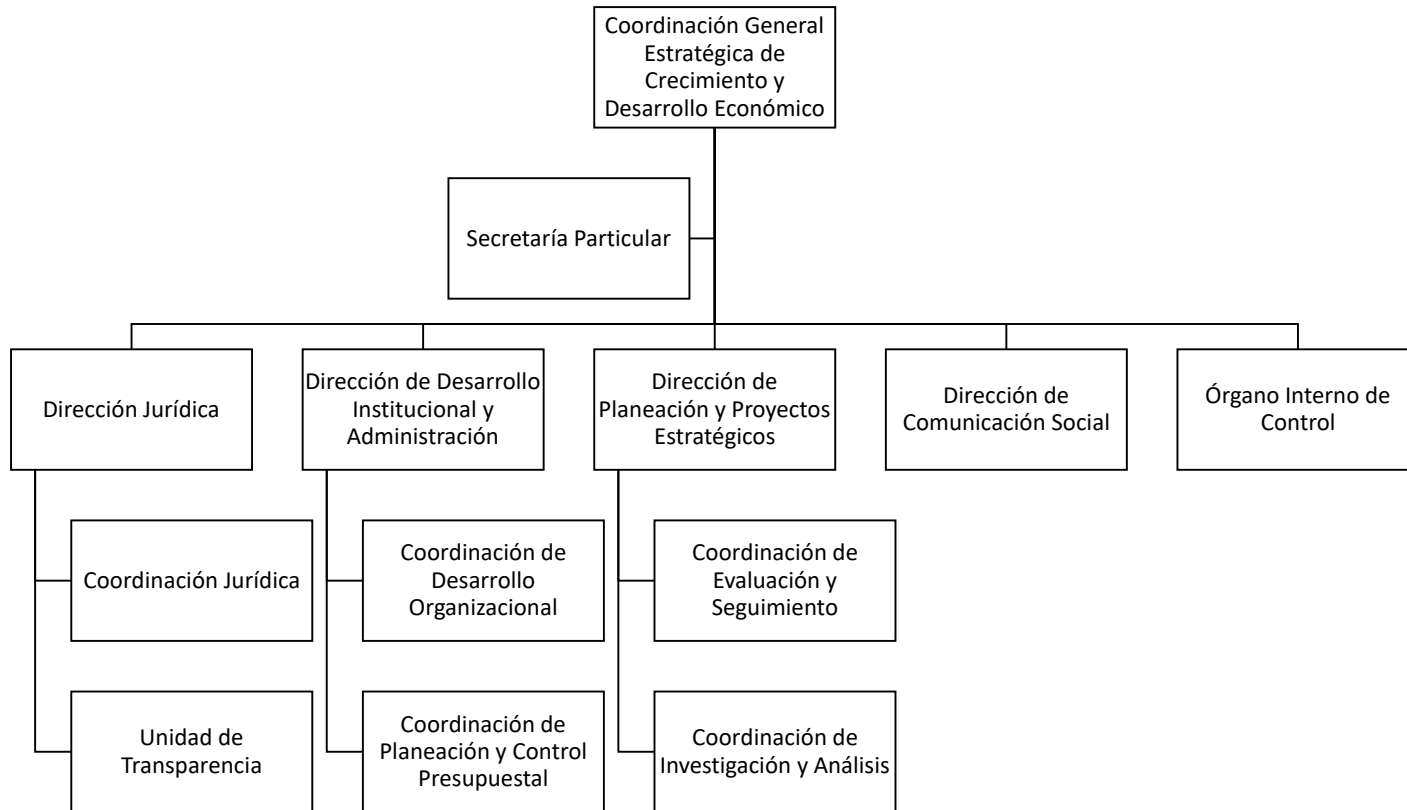 Coordinación General
Estratégica de
Crecimiento y
Desarrollo Económico
Secretaría Particular
Dirección Jurídica
Dirección de Desarrollo
Institucional y
Administración
Dirección de
Planeación y Proyectos
Estratégicos
Dirección de
Comunicación Social
Órgano Interno de
Control
Coordinación Jurídica
Coordinación de
Desarrollo
Organizacional
Coordinación de
Evaluación y
Seguimiento
Unidad de
Transparencia
Coordinación de
Planeación y Control
Presupuestal
Coordinación de
Investigación y Análisis